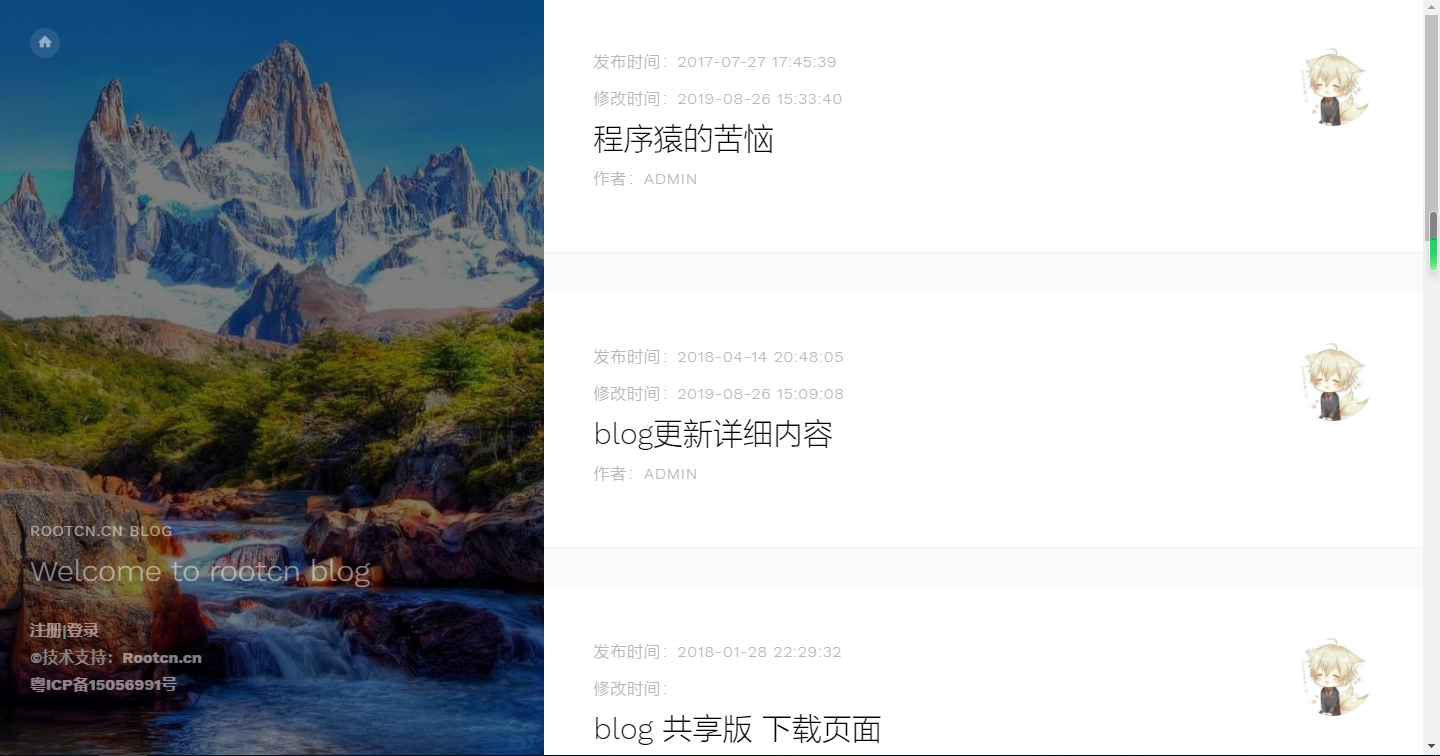 ROOTCN.CN BLOG
Welcome to rootcn blog
注册|登录
©技术支持：Rootcn.cn
粤ICP备15056991号
发布时间：2017-07-27 17:45:39
修改时间：2019-08-26 15:33:40
程序猿的苦恼
作者：ADMIN
发布时间：2018-04-14 20:48:05
修改时间：2019-08-26 15:09:08
blog更新详细内容
作者：ADMIN
发布时间：2018-01-28 22:29:32
修改时间：
blog 共享版 下载页面